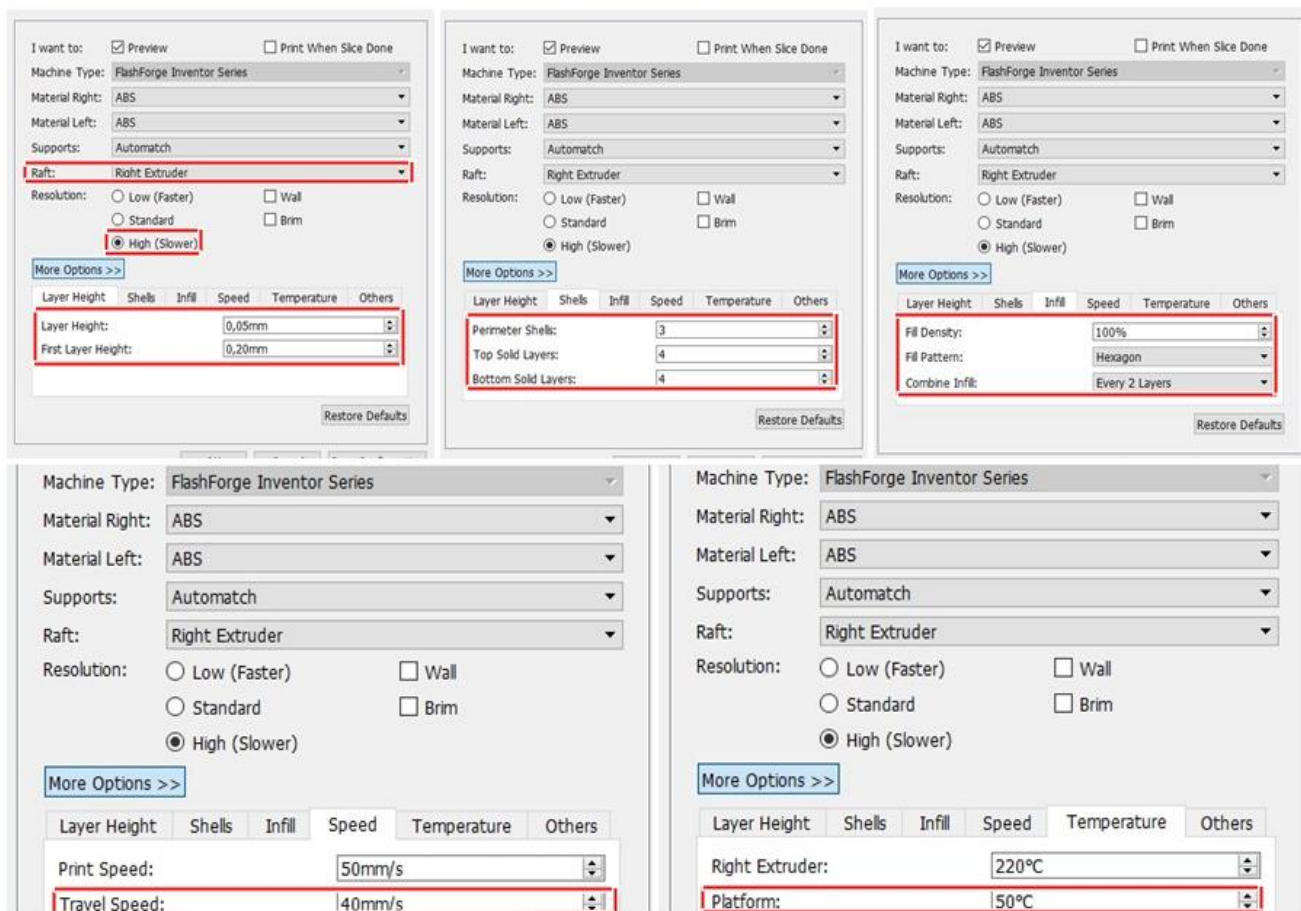 I want to: Preview Print When Slice Done
Machine Type: FlashForge Inventor Series
Material Right: ABS
Material Left: ABS
Supports: Automatch
Raft: Right Extruder
Resolution: Low (Faster) Wall
Standard Brim
High (Slower)
More Options >>
Layer Height Shells Infill Speed Temperature Others
Layer Height: 0,05mm
First Layer Height: 0,20mm
Restore Defaults
I want to: Preview Print When Slice Done
Machine Type: FlashForge Inventor Series
Material Right: ABS
Material Left: ABS
Supports: Automatch
Raft: Right Extruder
Resolution: Low (Faster) Wall
Standard Brim
High (Slower)
More Options >>
Layer Height Shells Infill Speed Temperature Others
Perimeter Shells: 3
Top Solid Layers: 4
Bottom Solid Layers: 4
Restore Defaults
I want to: Preview Print When Slice Done
Machine Type: FlashForge Inventor Series
Material Right: ABS
Material Left: ABS
Supports: Automatch
Raft: Right Extruder
Resolution: Low (Faster) Wall
Standard Brim
High (Slower)
More Options >>
Layer Height Shells Infill Speed Temperature Others
Fill Density: 100%
Fill Pattern: Hexagon
Combine Infill: Every 2 Layers
Restore Defaults
Machine Type: FlashForge Inventor Series
Material Right: ABS
Material Left: ABS
Supports: Automatch
Raft: Right Extruder
Resolution: Low (Faster) Wall
Standard Brim
High (Slower)
More Options >>
Layer Height Shells Infill Speed Temperature Others
Print Speed: 50mm/s
Travel Speed: 40mm/s
Machine Type: FlashForge Inventor Series
Material Right: ABS
Material Left: ABS
Supports: Automatch
Raft: Right Extruder
Resolution: Low (Faster) Wall
Standard Brim
High (Slower)
More Options >>
Layer Height Shells Infill Speed Temperature Others
Right Extruder: 220°C
Platform: 50°C